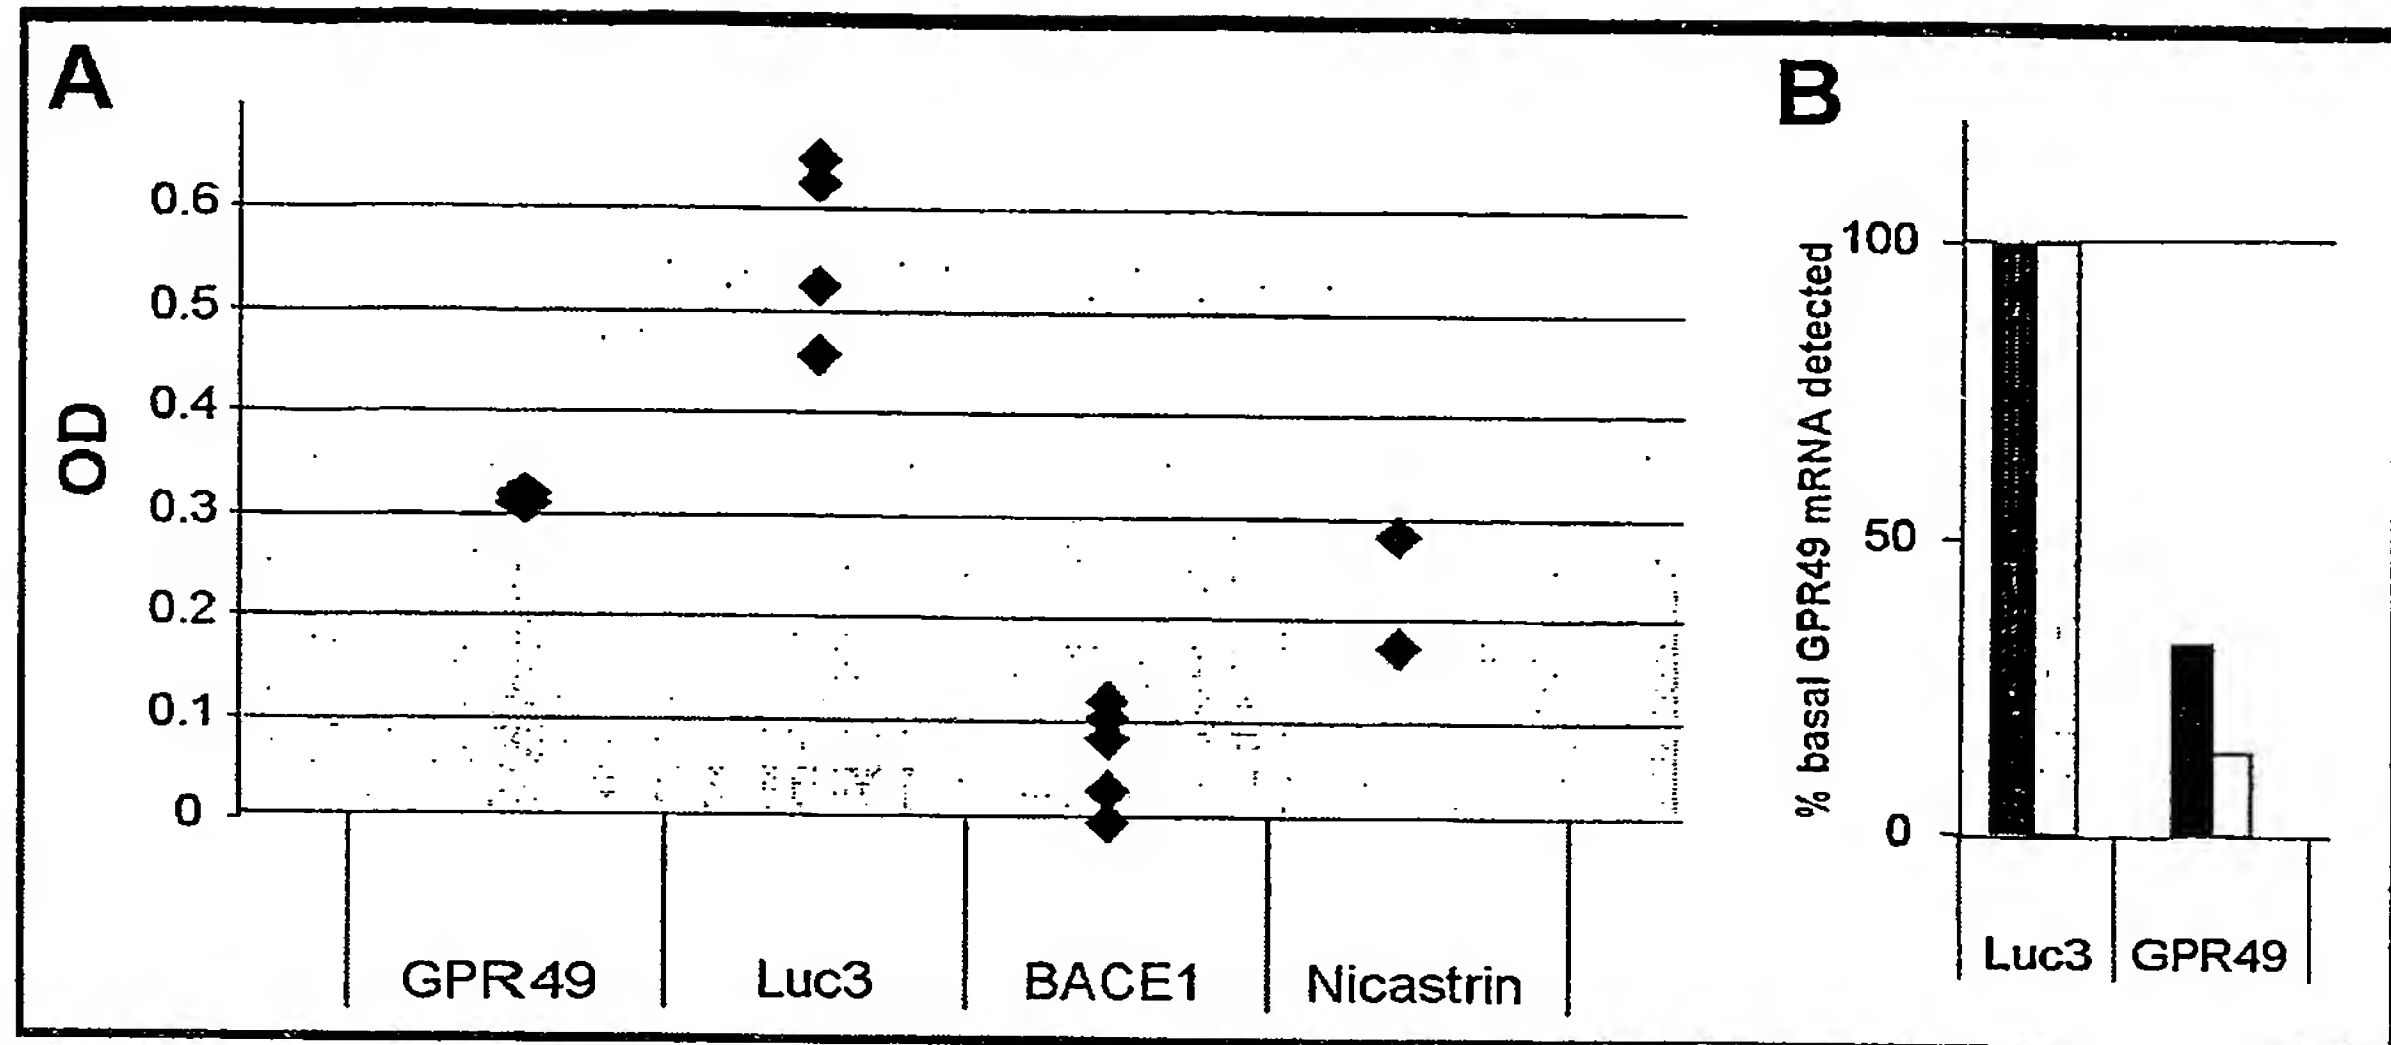 A
OD
0.6
0.5
0.4
0.3
0.2
0.1
0
GPR49 Luc3 BACE1 Nicastrin
B
% basal GPR49 mRNA detected
100
50
0
Luc3 GPR49